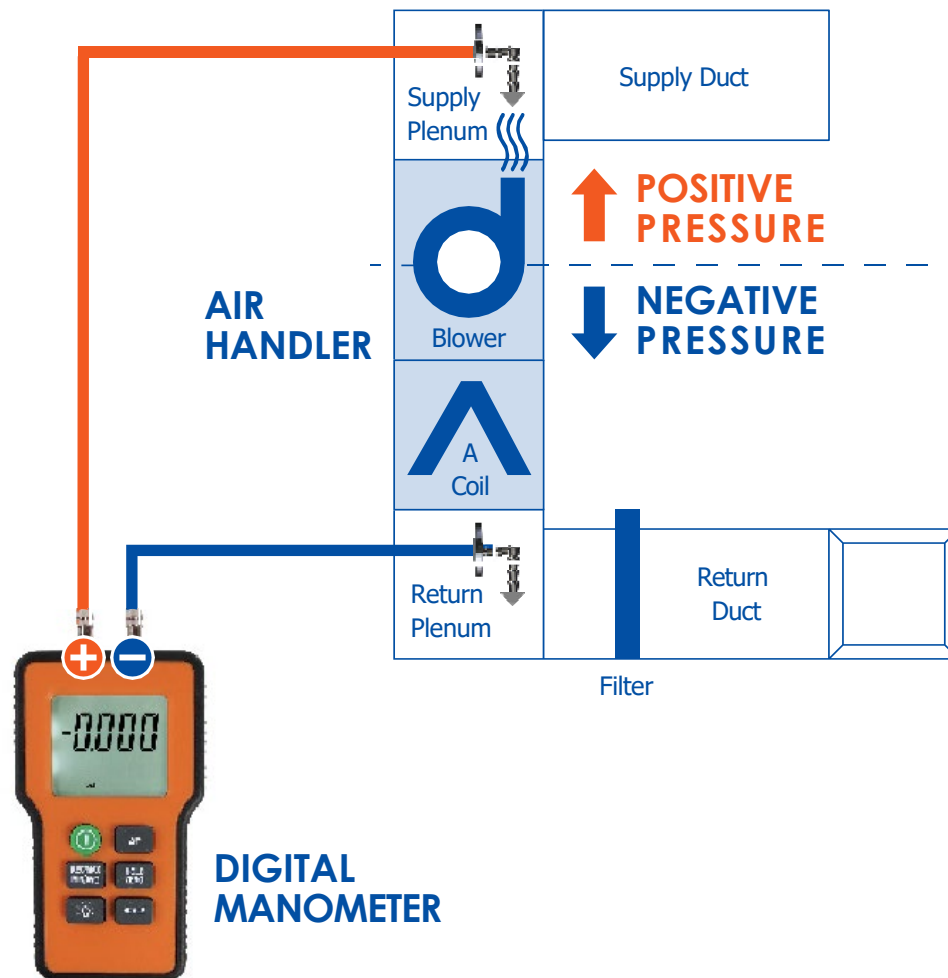 Supply
Plenum
Supply Duct
POSITIVE
PRESSURE
AIR
HANDLER
Blower
NEGATIVE
PRESSURE
A
Coil
Return
Plenum
Return
Duct
Filter
+
−
-0.000
DIGITAL
MANOMETER